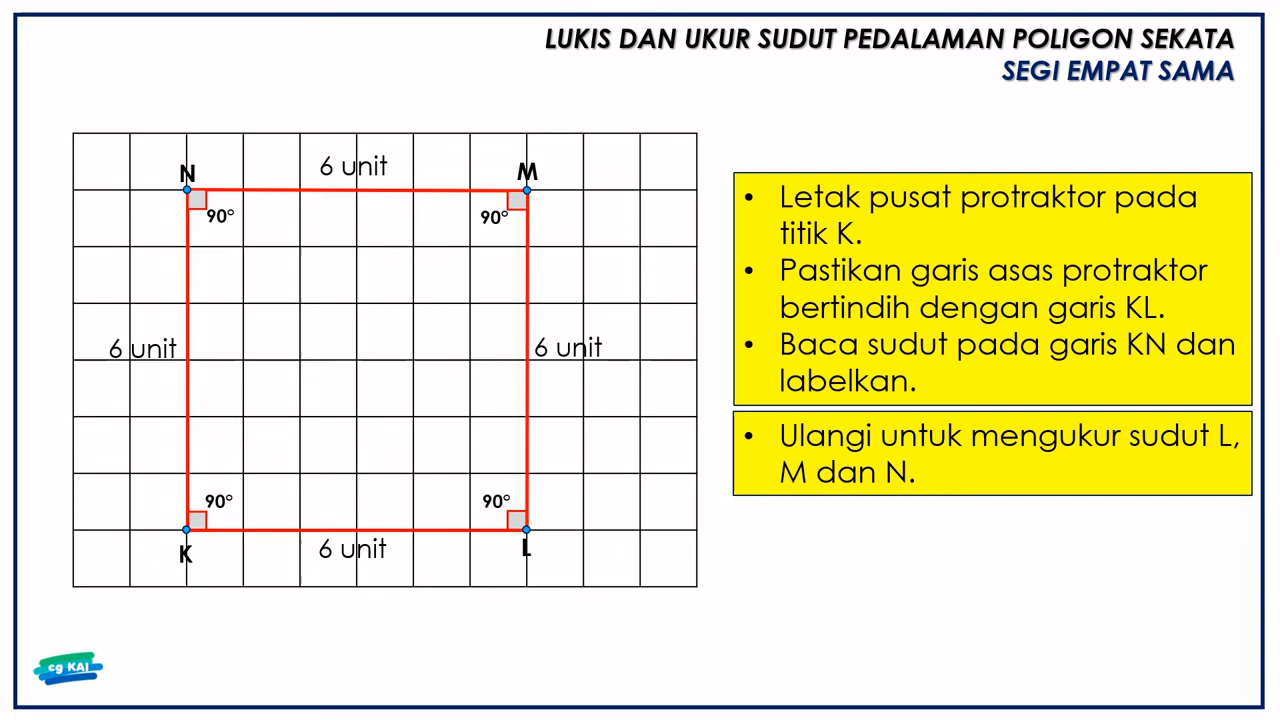 LUKIS DAN UKUR SUDUT PEDALAMAN POLIGON SEKATA
SEGI EMPAT SAMA
N
6 unit
M
90°
90°
6 unit
6 unit
90°
90°
K
6 unit
L
• Letak pusat protraktor pada
titik K.
• Pastikan garis asas protraktor
bertindih dengan garis KL.
• Baca sudut pada garis KN dan
labelkan.
• Ulangi untuk mengukur sudut L,
M dan N.
cg KAI